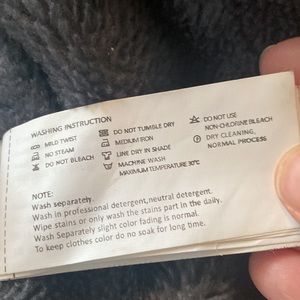 WASHING INSTRUCTION
MILD TWIST
NO STEAM
DO NOT BLEACH
DO NOT TUMBLE DRY
MEDIUM IRON
LINE DRY IN SHADE
MACHINE WASH
MAXIMUM TEMPERATURE 30℃
DO NOT USE
NON-CHLORINE BLEACH
DRY CLEANING,
NORMAL PROCESS
NOTE:
Wash separately.
Wash in professional detergent,neutral detergent.
Wipe stains or only wash the stains part in the daily.
Wash Separately slight color fading is normal.
To keep clothes color do no soak for long time.